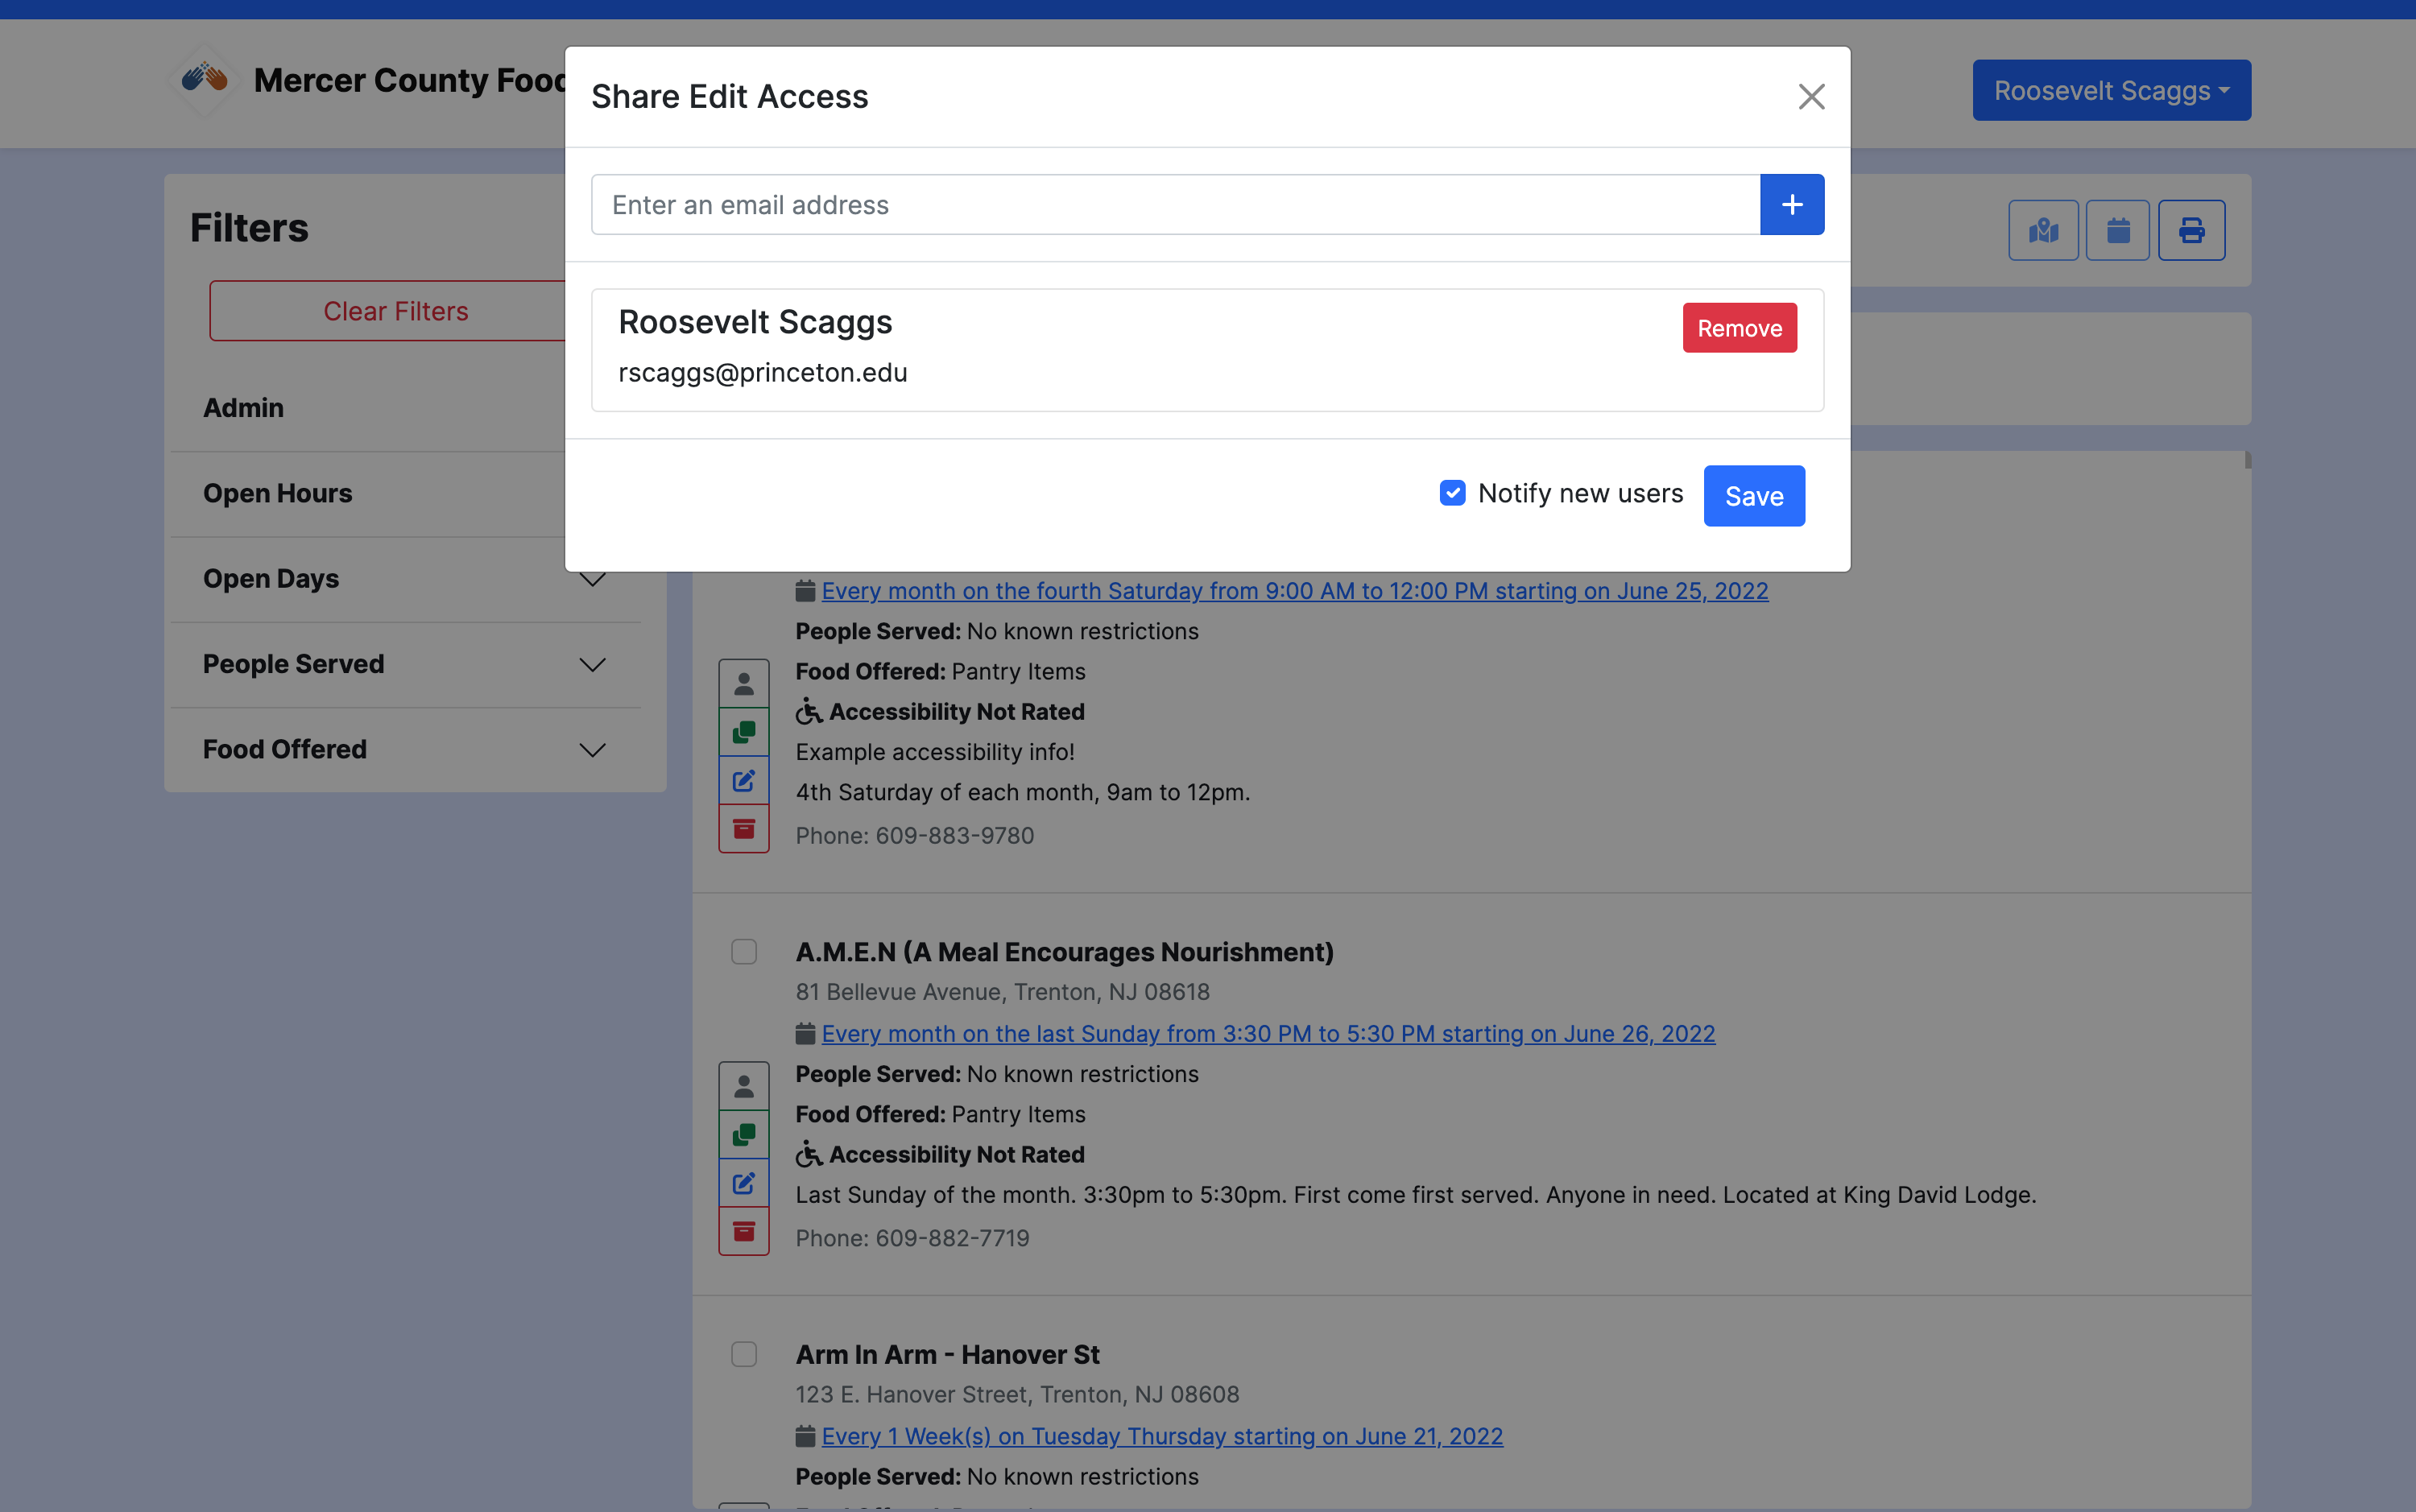 Mercer County Food
Roosevelt Scaggs
Share Edit Access
Enter an email address
+
Roosevelt Scaggs
Remove
rscaggs@princeton.edu
Notify new users
Save
Filters
Clear Filters
Admin
Open Hours
Open Days
People Served
Food Offered
Every month on the fourth Saturday from 9:00 AM to 12:00 PM starting on June 25, 2022
People Served: No known restrictions
Food Offered: Pantry Items
Accessibility Not Rated
Example accessibility info!
4th Saturday of each month, 9am to 12pm.
Phone: 609-883-9780
A.M.E.N (A Meal Encourages Nourishment)
81 Bellevue Avenue, Trenton, NJ 08618
Every month on the last Sunday from 3:30 PM to 5:30 PM starting on June 26, 2022
People Served: No known restrictions
Food Offered: Pantry Items
Accessibility Not Rated
Last Sunday of the month. 3:30pm to 5:30pm. First come first served. Anyone in need. Located at King David Lodge.
Phone: 609-882-7719
Arm In Arm - Hanover St
123 E. Hanover Street, Trenton, NJ 08608
Every 1 Week(s) on Tuesday Thursday starting on June 21, 2022
People Served: No known restrictions